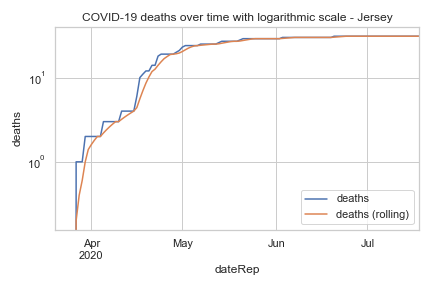 COVID-19 deaths over time with logarithmic scale - Jersey
deaths
10¹
10⁰
deaths
deaths (rolling)
Apr
2020
May
Jun
Jul
dateRep